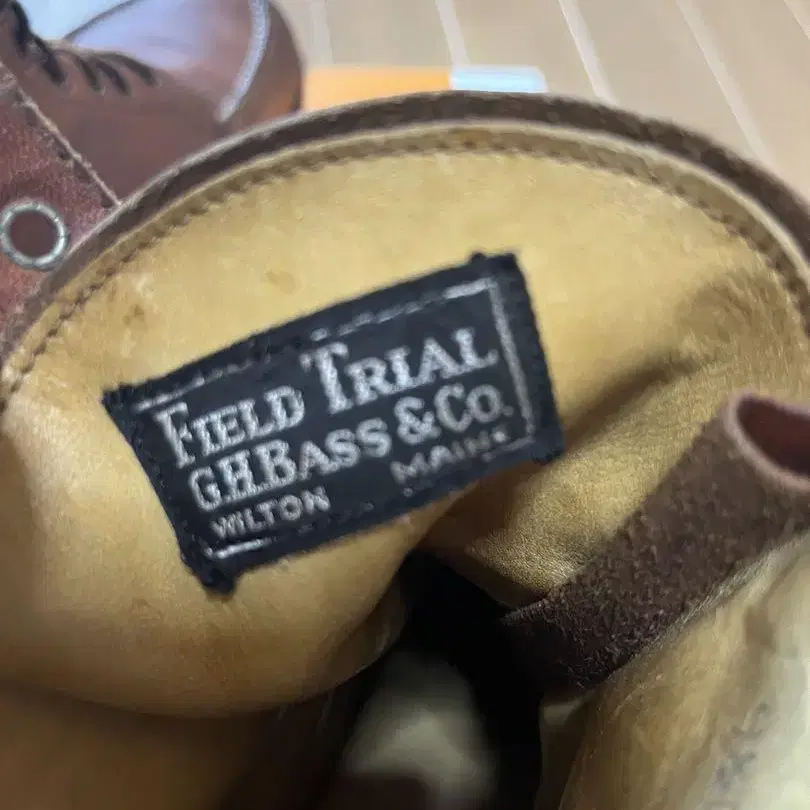 FIELD TRIAL
G.H.BASS & CO.
WILTON MAINE